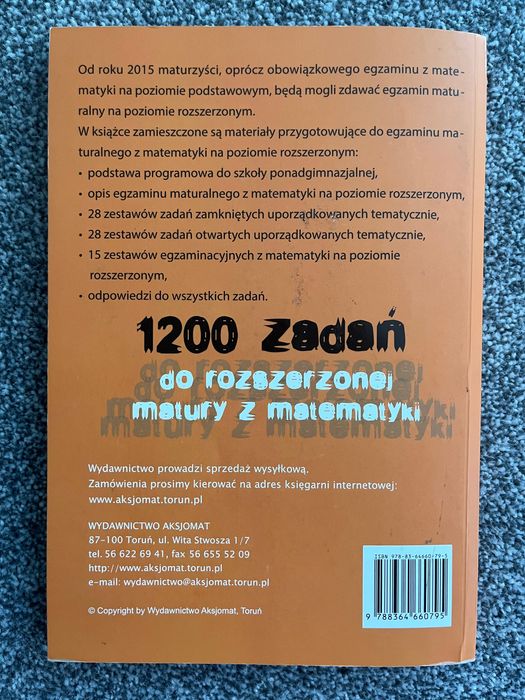 Od roku 2015 maturzyści, oprócz obowiązkowego egzaminu z mate-
matyki na poziomie podstawowym, będą mogli zdawać egzamin matu-
ralny na poziomie rozszerzonym.
W książce zamieszczone są materiały przygotowujące do egzaminu ma-
turalnego z matematyki na poziomie rozszerzonym:
• podstawa programowa do szkoły ponadgimnazjalnej,
• opis egzaminu maturalnego z matematyki na poziomie rozszerzonym,
• 28 zestawów zadań zamkniętych uporządkowanych tematycznie,
• 28 zestawów zadań otwartych uporządkowanych tematycznie,
• 15 zestawów egzaminacyjnych z matematyki na poziomie
rozszerzonym,
• odpowiedzi do wszystkich zadań.
1200 zadań
do rozszerzonej
matury z matematyki
Wydawnictwo prowadzi sprzedaż wysyłkową.
Zamówienia prosimy kierować na adres księgarni internetowej:
www.aksjomat.torun.pl
WYDAWNICTWO AKSJOMAT
87-100 Toruń, ul. Wita Stwosza 1/7
tel. 56 622 69 41, fax 56 655 52 09
http://www.aksjomat.torun.pl
e-mail: wydawnictwo@aksjomat.torun.pl
© Copyright by Wydawnictwo Aksjomat, Toruń
ISBN 978-83-64660-79-5
9 788364 660795